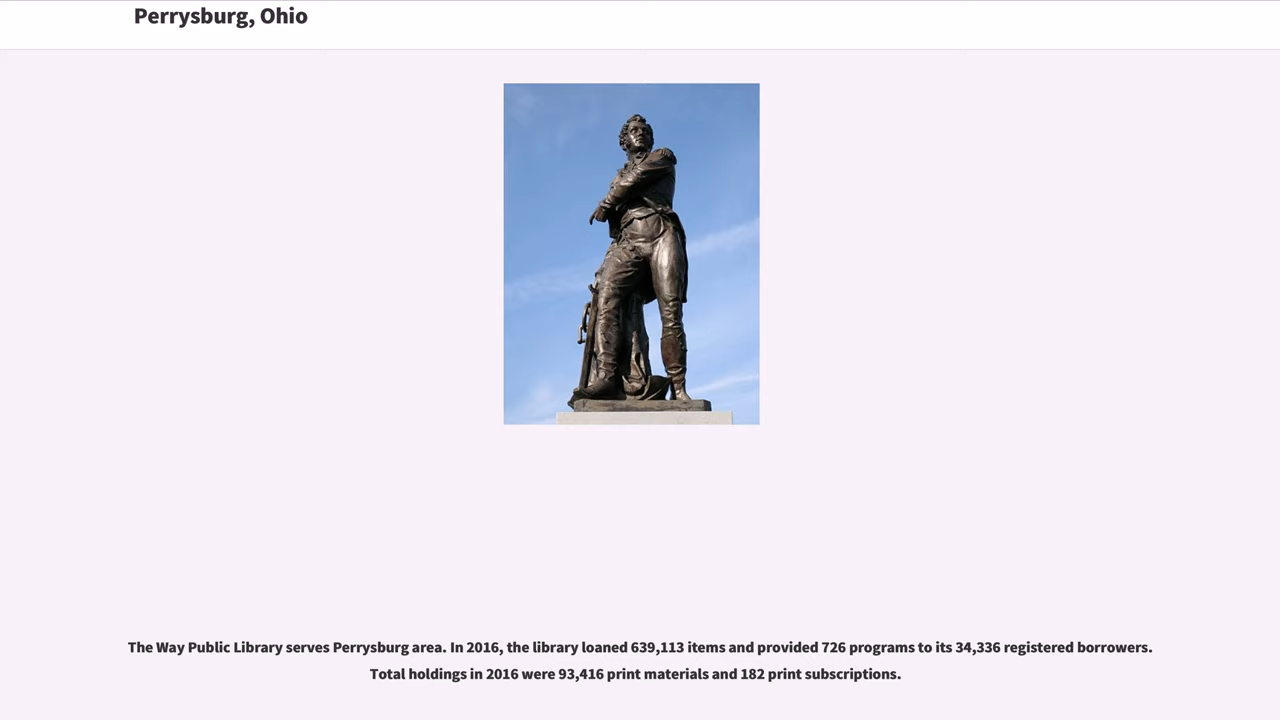 Perrysburg, Ohio
The Way Public Library serves Perrysburg area. In 2016, the library loaned 639,113 items and provided 726 programs to its 34,336 registered borrowers.
Total holdings in 2016 were 93,416 print materials and 182 print subscriptions.